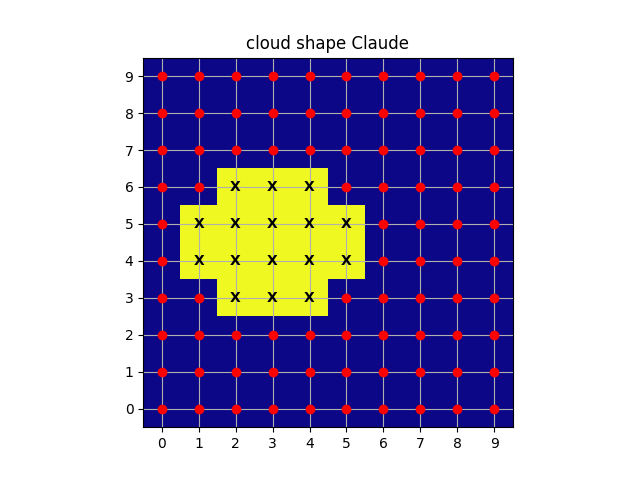 cloud shape Claude
9
8
7
6 X X X
5 X X X X X
4 X X X X X
3 X X X
2
1
0
0 1 2 3 4 5 6 7 8 9